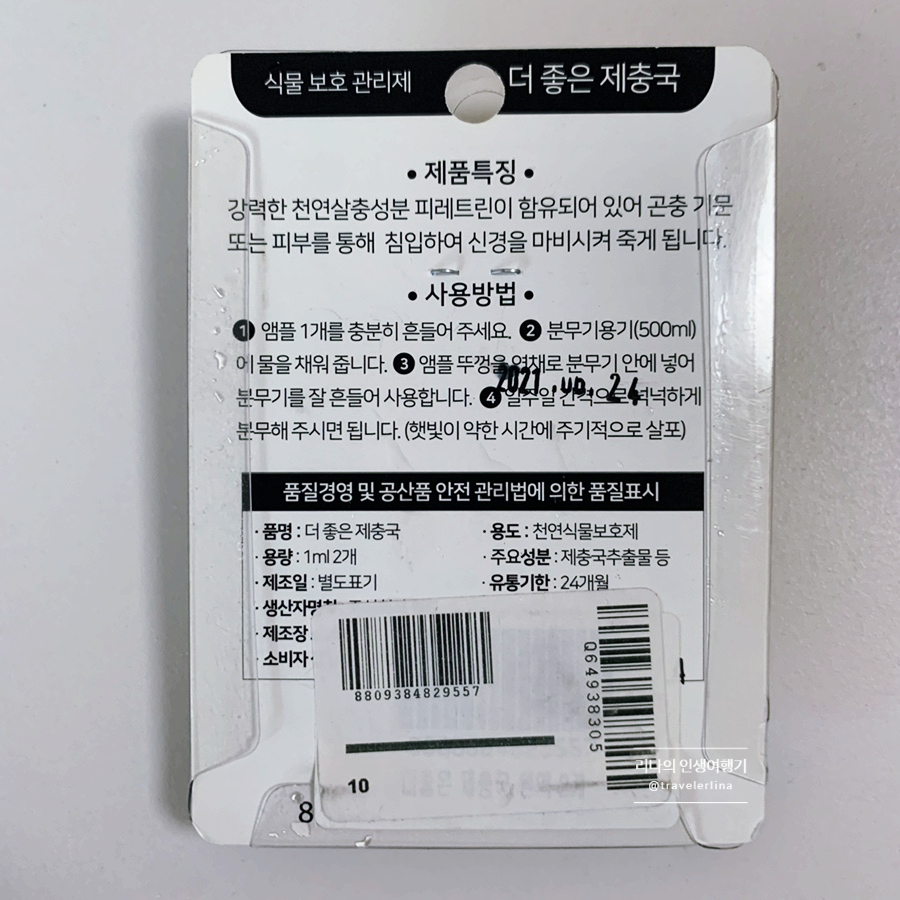 식물 보호 관리제
더 좋은 제충국
• 제품특징 •
강력한 천연살충성분 피레트린이 함유되어 있어 곤충 기문
또는 피부를 통해 침입하여 신경을 마비시켜 죽게 됩니다.
• 사용방법 •
❶ 앰플 1개를 충분히 흔들어 주세요. ❷ 분무기용기(500ml)
에 물을 채워 줍니다. ❸ 앰플 뚜껑을 연채로 분무기 안에 넣어
분무기를 잘 흔들어 사용합니다. ❹ 일주일 간격으로 넉넉하게
분무해 주시면 됩니다. (햇빛이 약한 시간에 주기적으로 살포)
2021. 24
품질경영 및 공산품 안전 관리법에 의한 품질표시
· 품명 : 더 좋은 제충국
· 용도 : 천연식물보호제
· 용량 : 1ml 2개
· 주요성분 : 제충국추출물 등
· 제조일 : 별도표기
· 유통기한 : 24개월
· 생산자명
· 제조장
· 소비자
8809384829557
Q64938305
10
8
리나의 인생여행기
@travelerlina